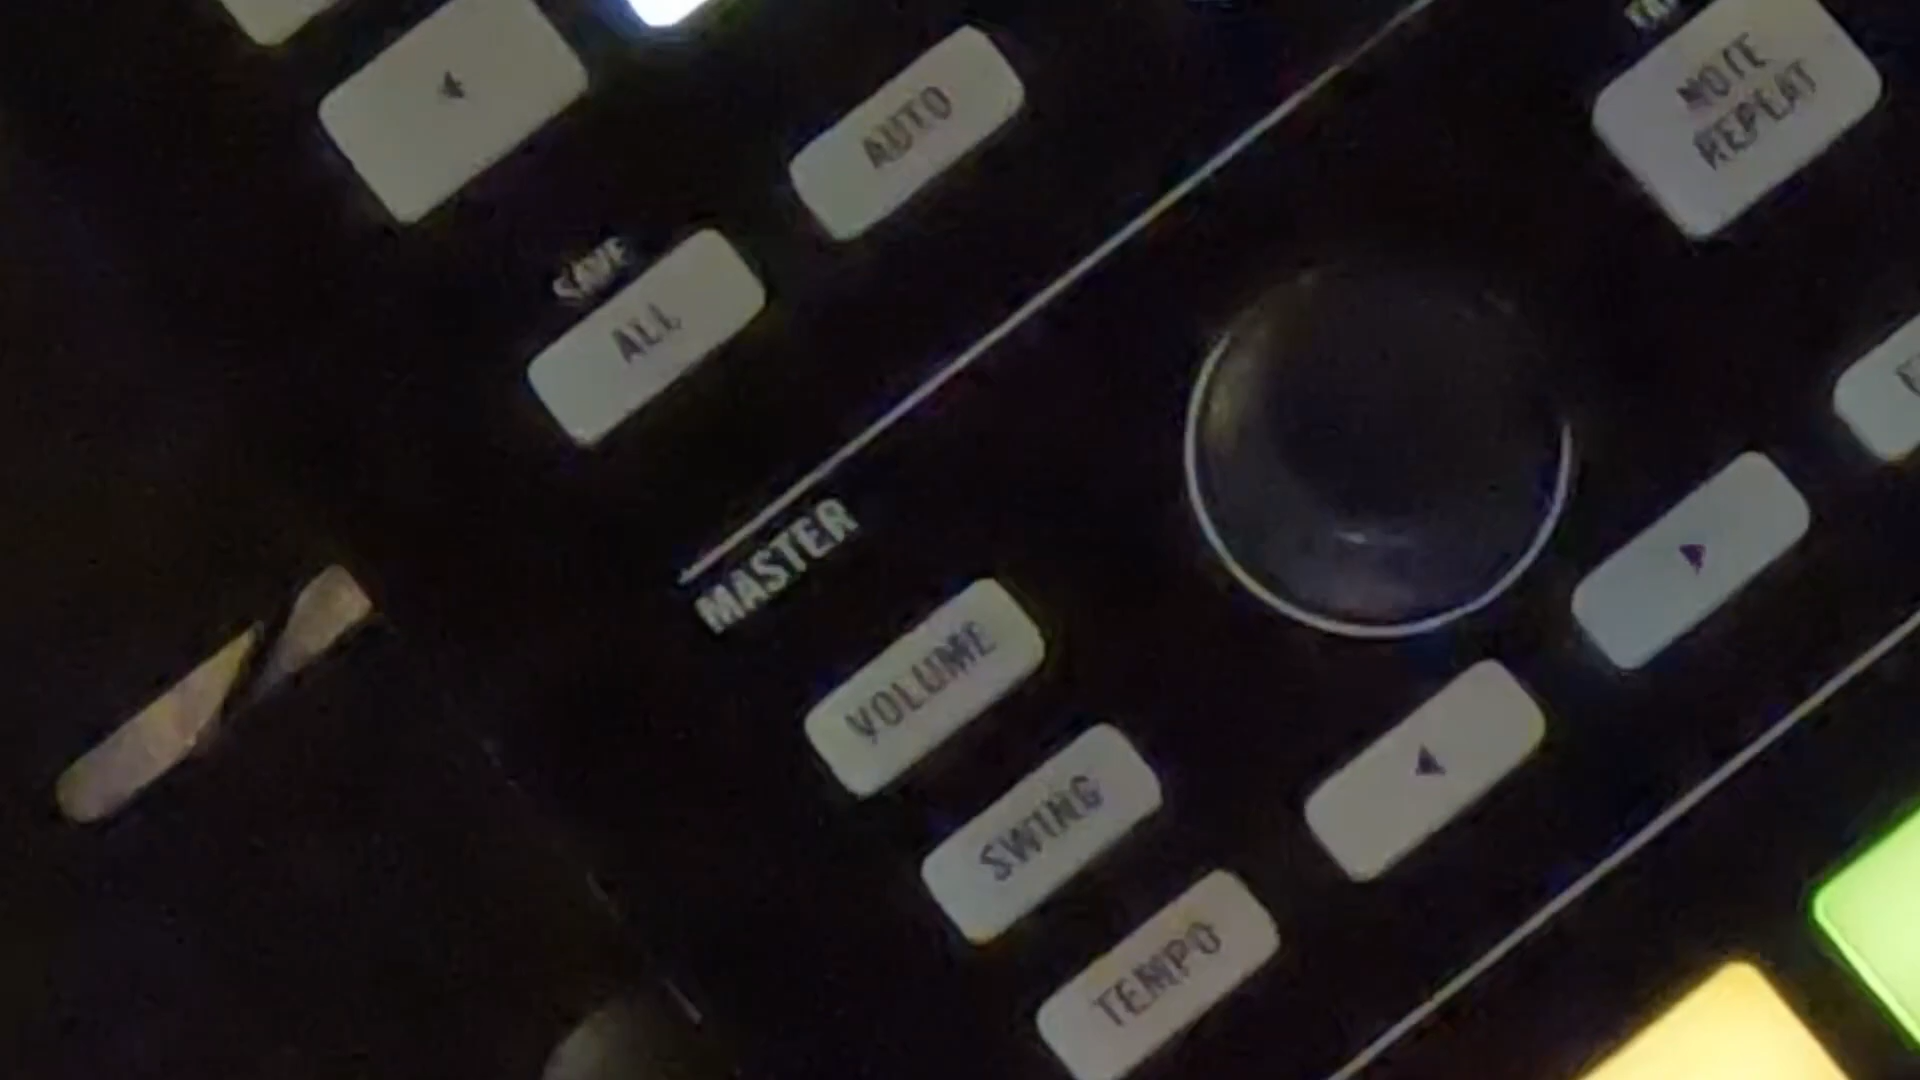 AUTO
SAVE
ALL
NOTE
REPEAT
MASTER
VOLUME
SWING
TEMPO